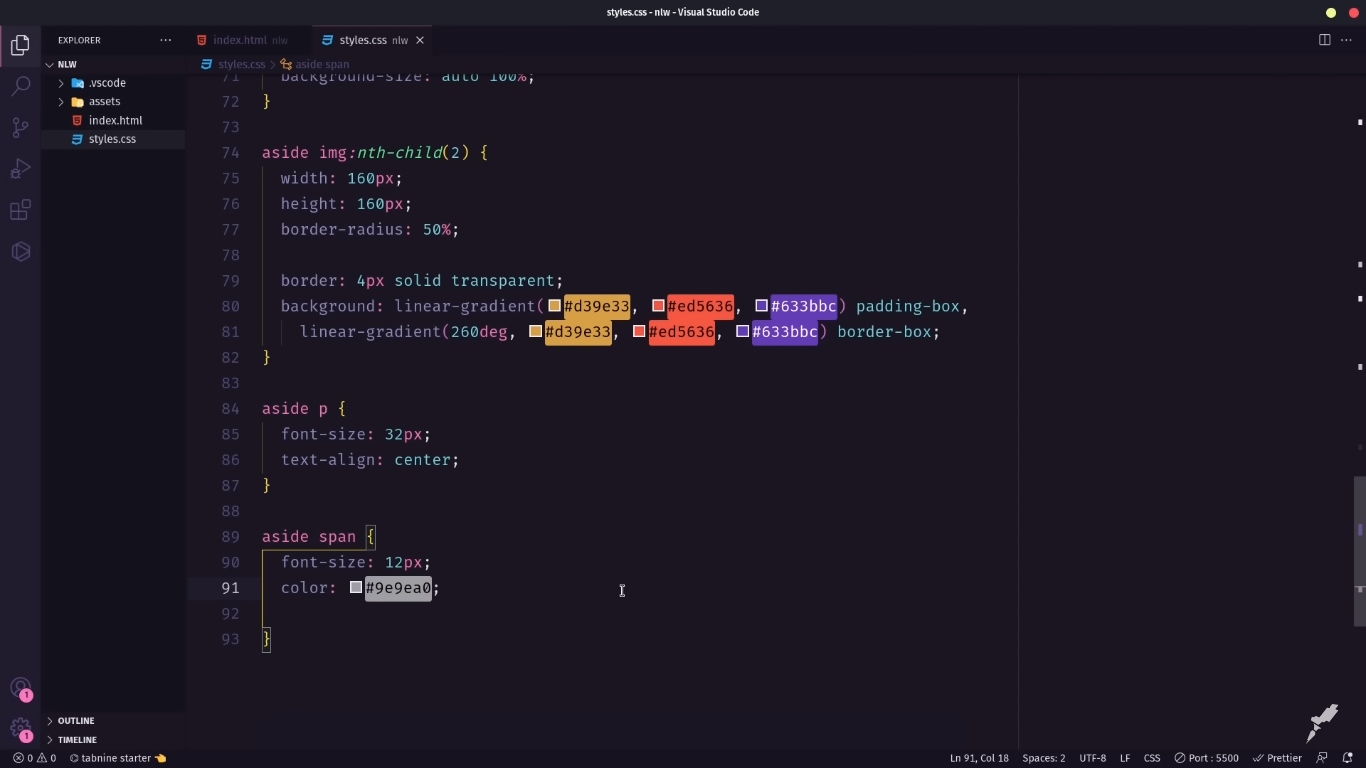 styles.css - nlw - Visual Studio Code
EXPLORER
index.html nlw
styles.css nlw
NLW
styles.css > aside span
.vscode
assets
index.html
styles.css
71 background-size: auto 100%;
72 }
73
74 aside img:nth-child(2) {
75 width: 160px;
76 height: 160px;
77 border-radius: 50%;
78
79 border: 4px solid transparent;
80 background: linear-gradient(#d39e33, #ed5636, #633bbc) padding-box,
81 linear-gradient(260deg, #d39e33, #ed5636, #633bbc) border-box;
82 }
83
84 aside p {
85 font-size: 32px;
86 text-align: center;
87 }
88
89 aside span {
90 font-size: 12px;
91 color: #9e9ea0;
92
93 }
1
1
OUTLINE
TIMELINE
0 0 tabnine starter Ln 91, Col 18 Spaces: 2 UTF-8 LF CSS Port : 5500 Prettier